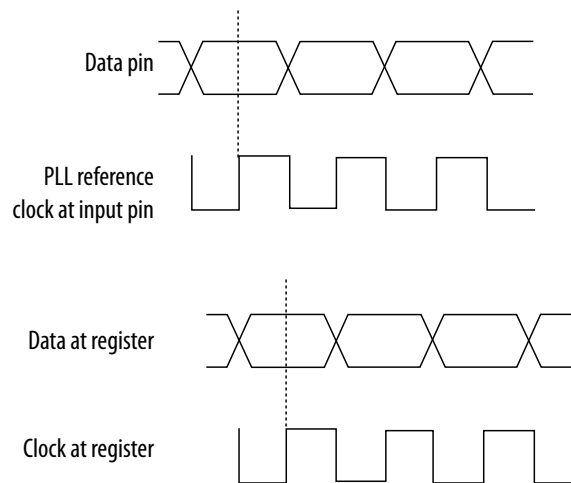 Data pin
PLL reference
clock at input pin
Data at register
Clock at register